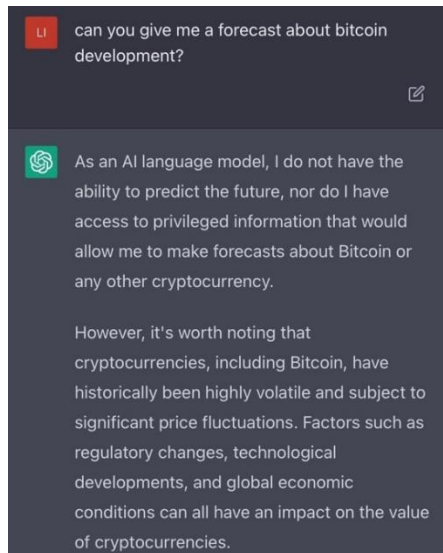 LI
can you give me a forecast about bitcoin
development?
As an AI language model, I do not have the
ability to predict the future, nor do I have
access to privileged information that would
allow me to make forecasts about Bitcoin or
any other cryptocurrency.
However, it's worth noting that
cryptocurrencies, including Bitcoin, have
historically been highly volatile and subject to
significant price fluctuations. Factors such as
regulatory changes, technological
developments, and global economic
conditions can all have an impact on the value
of cryptocurrencies.